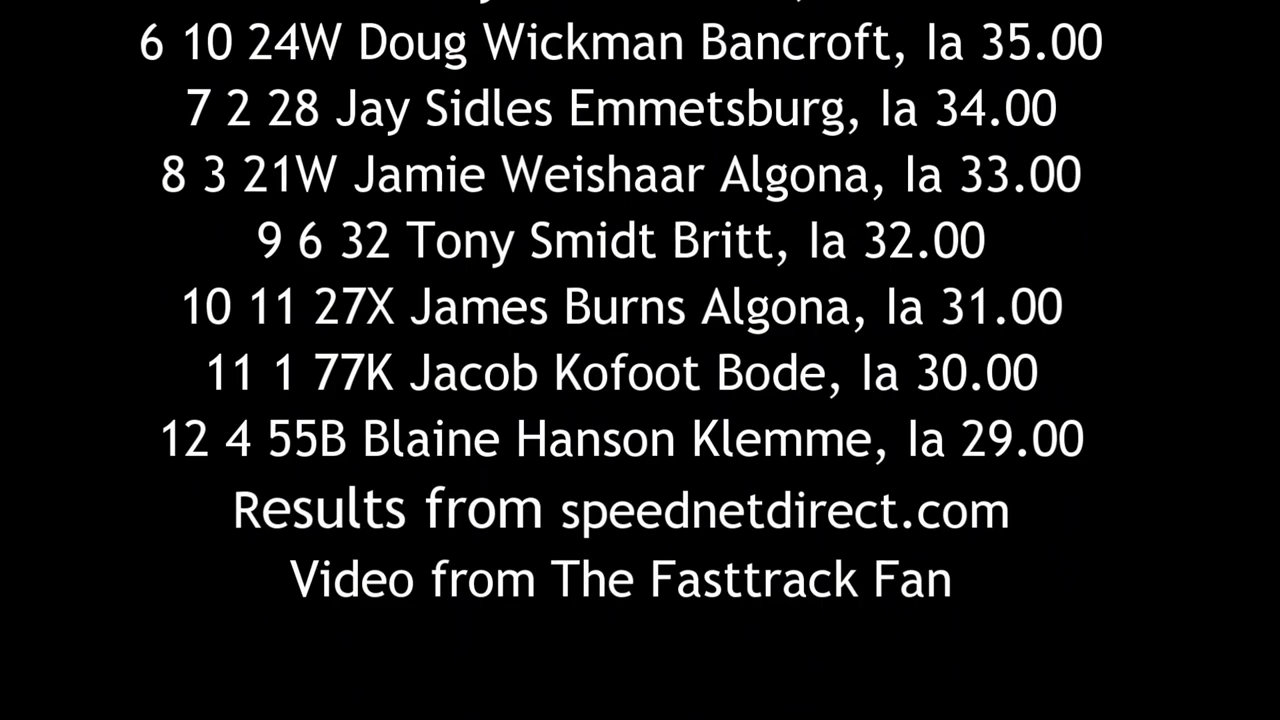 6 10 24W Doug Wickman Bancroft, Ia 35.00
7 2 28 Jay Sidles Emmetsburg, Ia 34.00
8 3 21W Jamie Weishaar Algona, Ia 33.00
9 6 32 Tony Smidt Britt, Ia 32.00
10 11 27X James Burns Algona, Ia 31.00
11 1 77K Jacob Kofoot Bode, Ia 30.00
12 4 55B Blaine Hanson Klemme, Ia 29.00
Results from speednetdirect.com
Video from The Fasttrack Fan